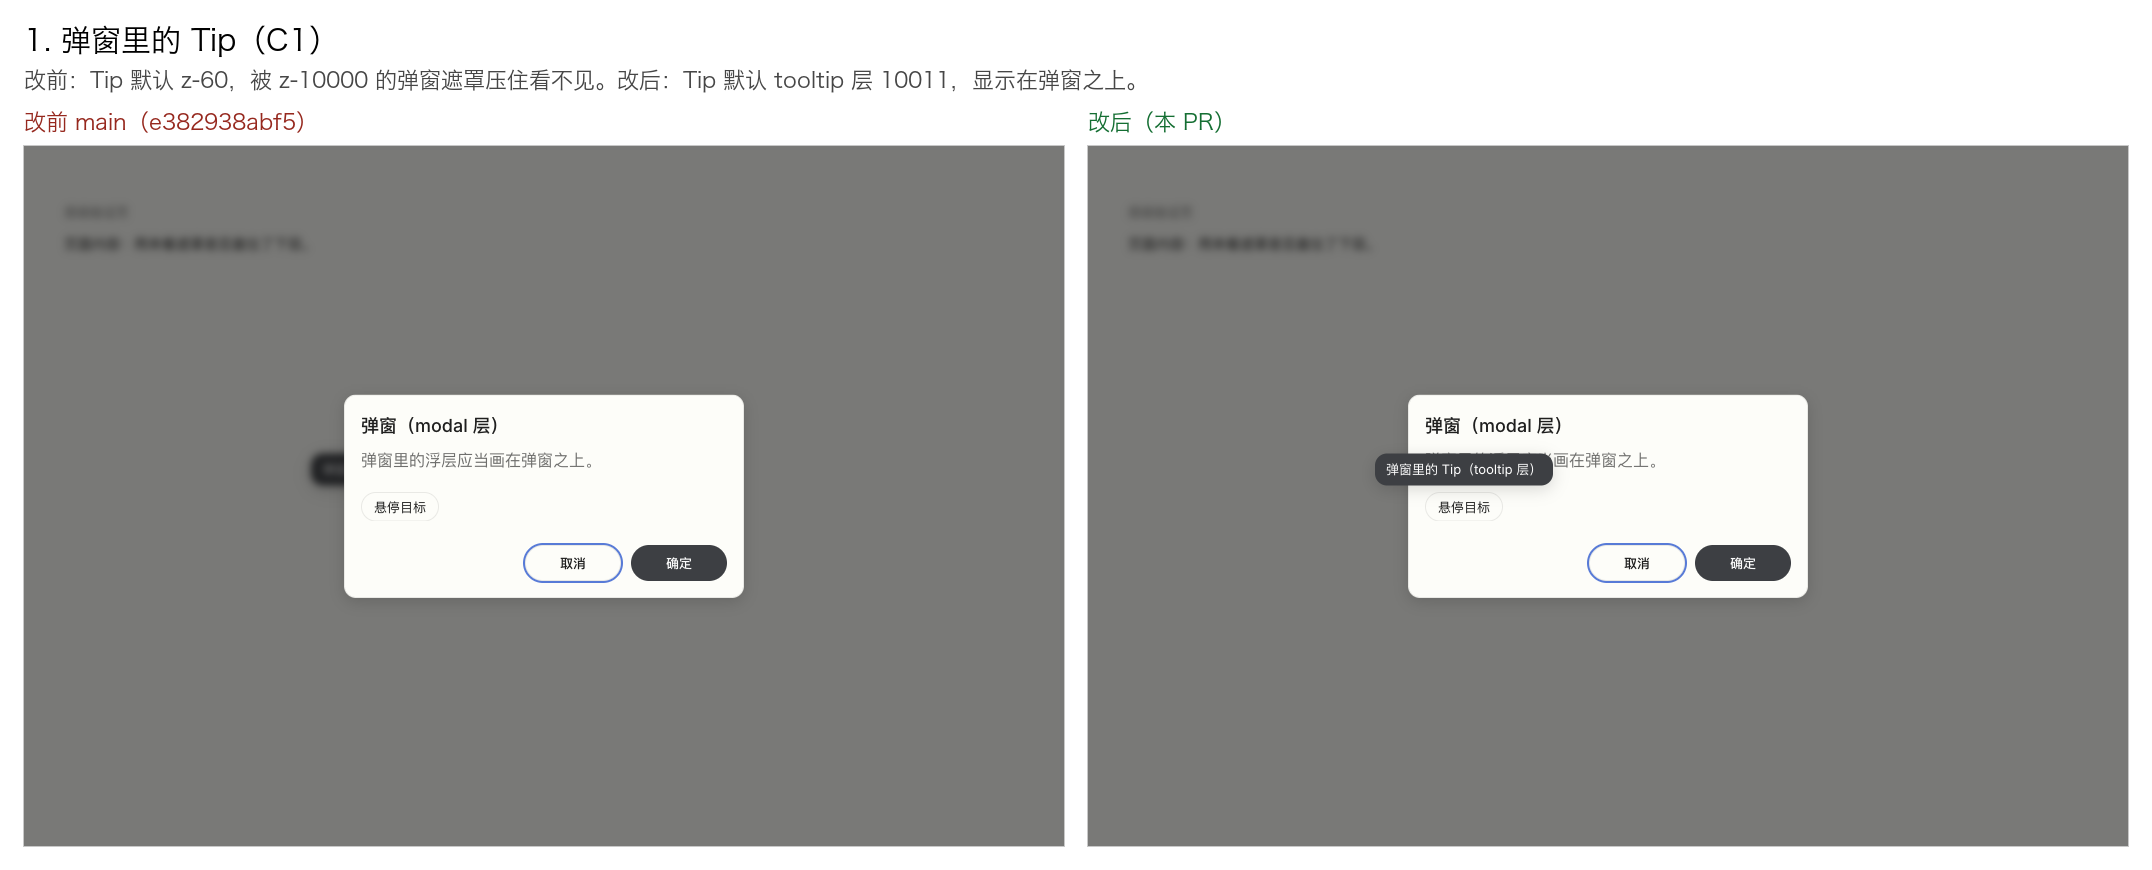 1. 弹窗里的 Tip（C1）
改前：Tip 默认 z-60，被 z-10000 的弹窗遮罩压住看不见。改后：Tip 默认 tooltip 层 10011，显示在弹窗之上。
改前 main（e382938abf5）
改后（本 PR）
弹窗（modal 层）
弹窗里的浮层应当画在弹窗之上。
悬停目标
取消
确定
弹窗（modal 层）
画在弹窗之上。
弹窗里的 Tip（tooltip 层）
悬停目标
取消
确定